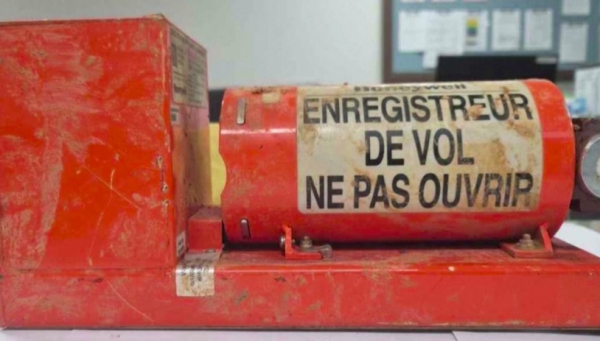 Honeywell
ENREGISTREUR
DE VOL
NE PAS OUVRIR